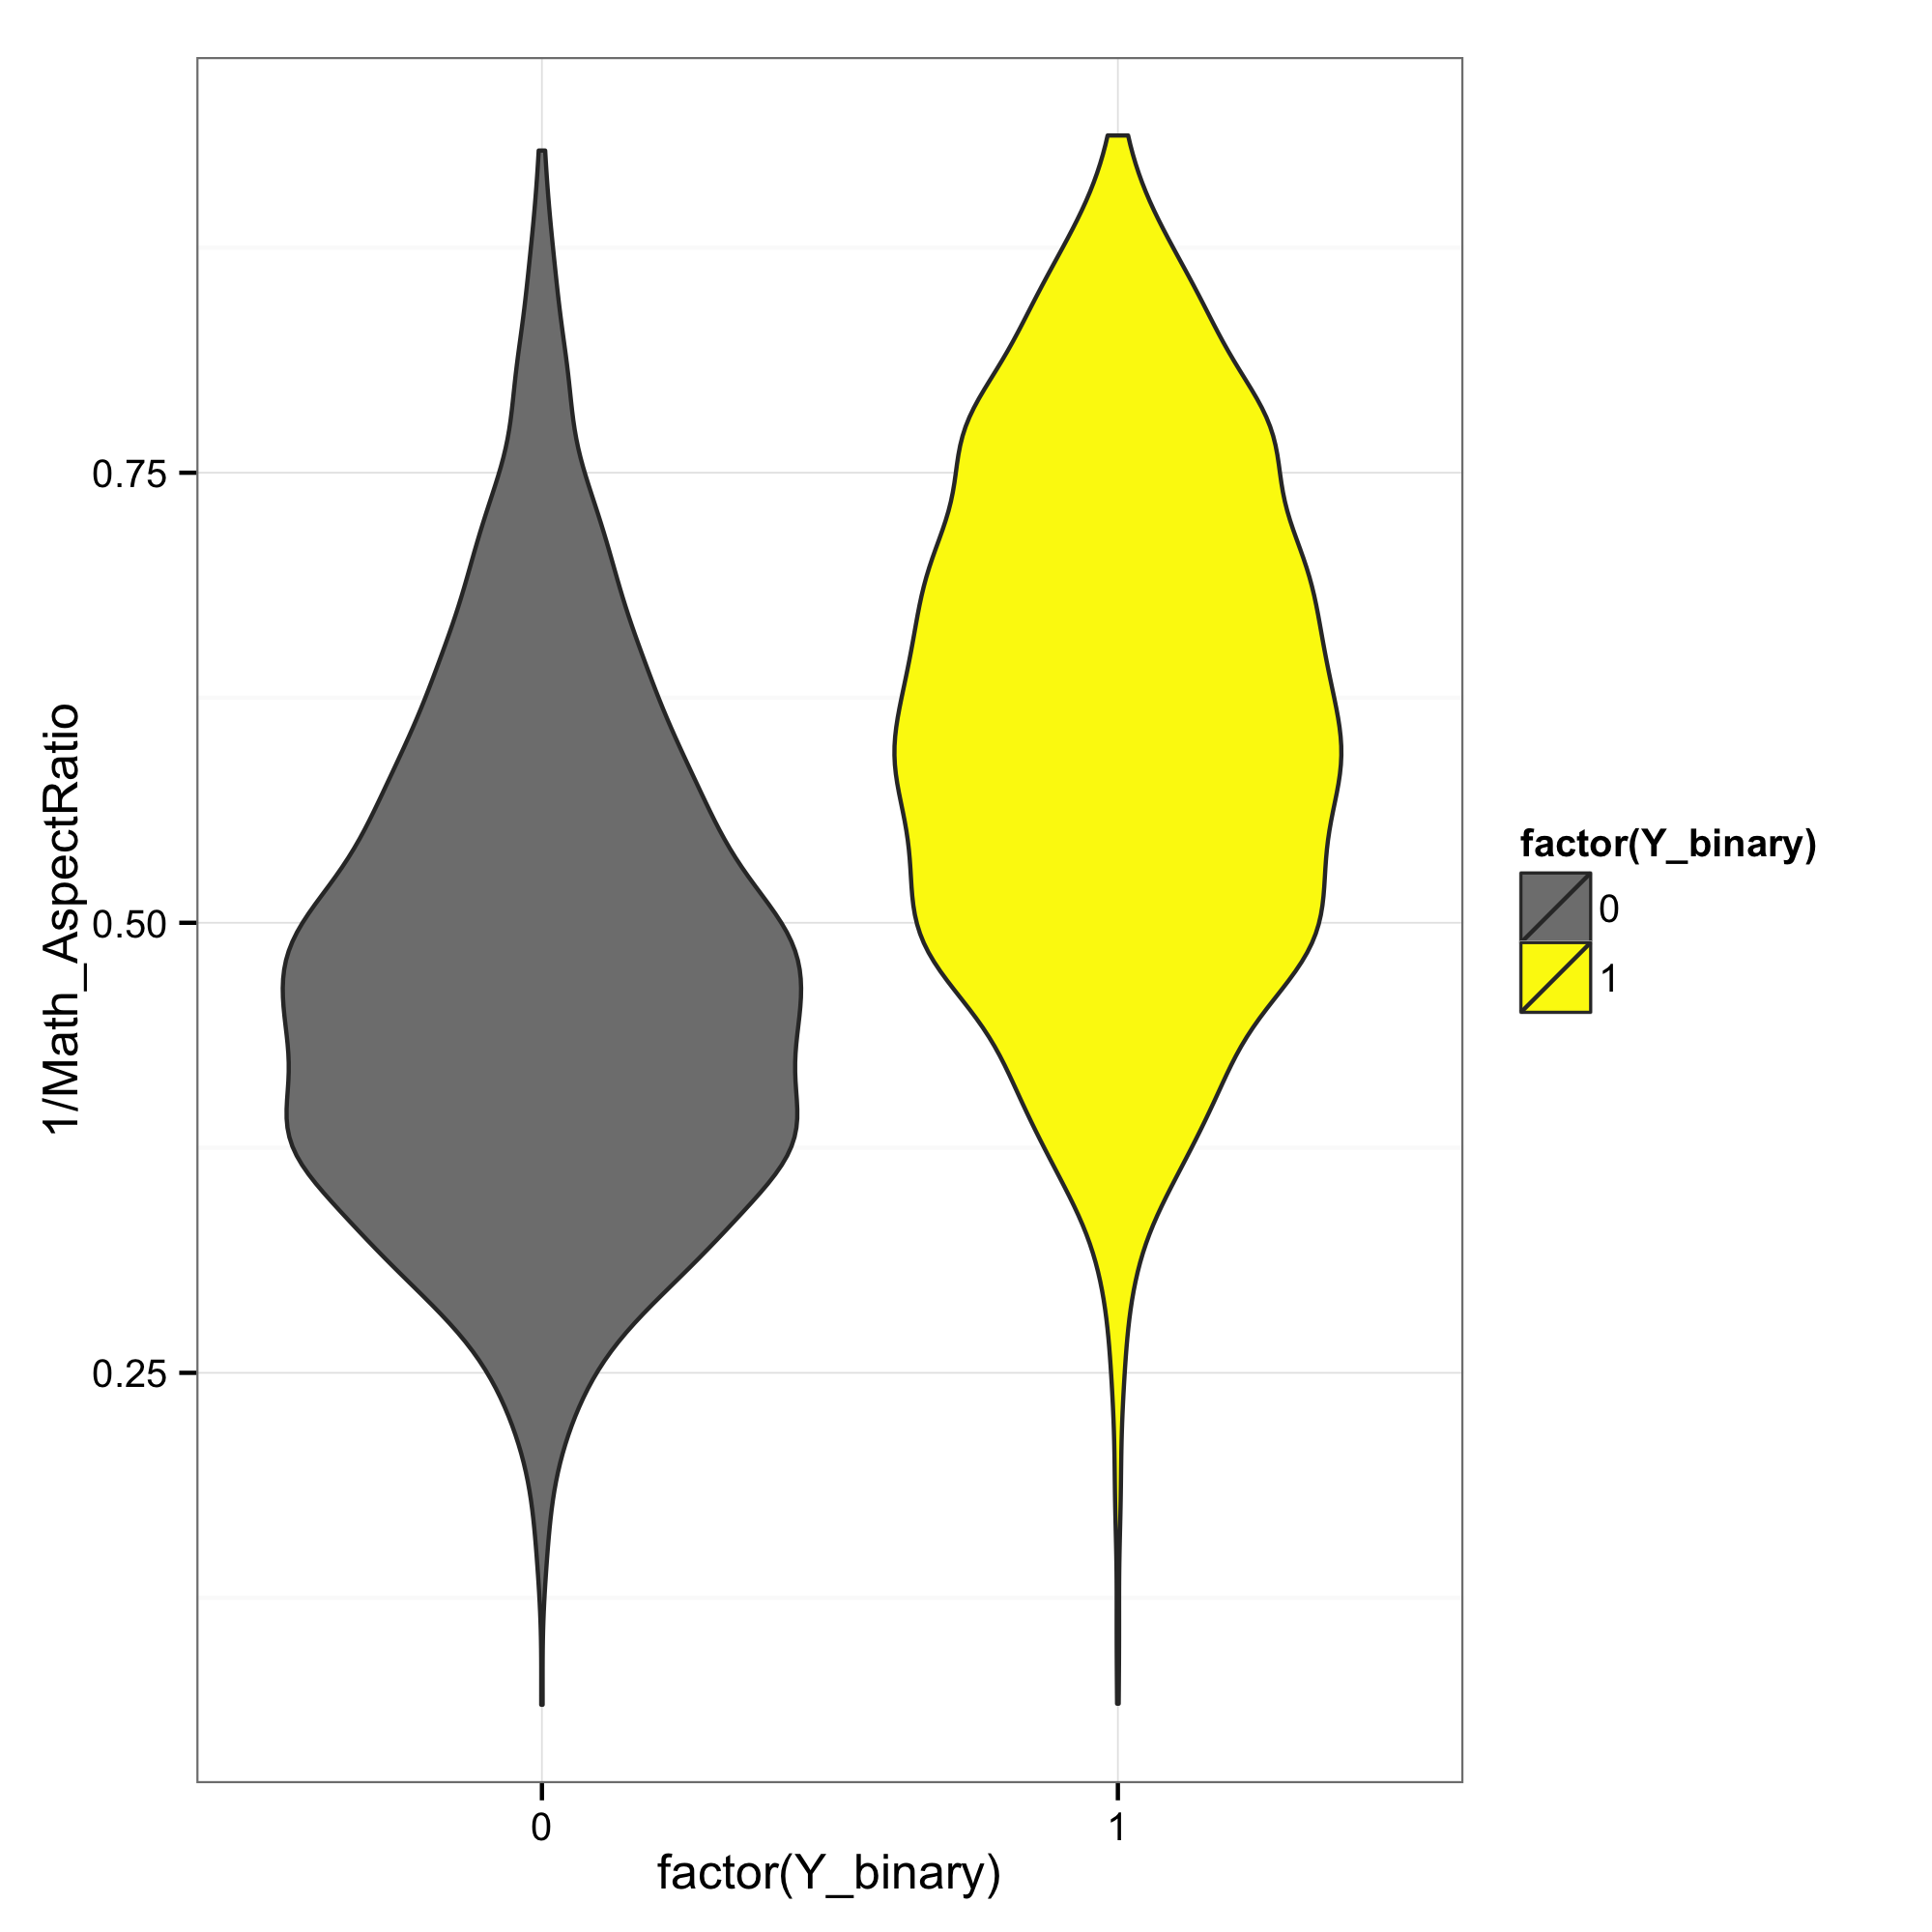 1/Math_AspectRatio
0.75
0.50
0.25
0
1
factor(Y_binary)
factor(Y_binary)
0
1